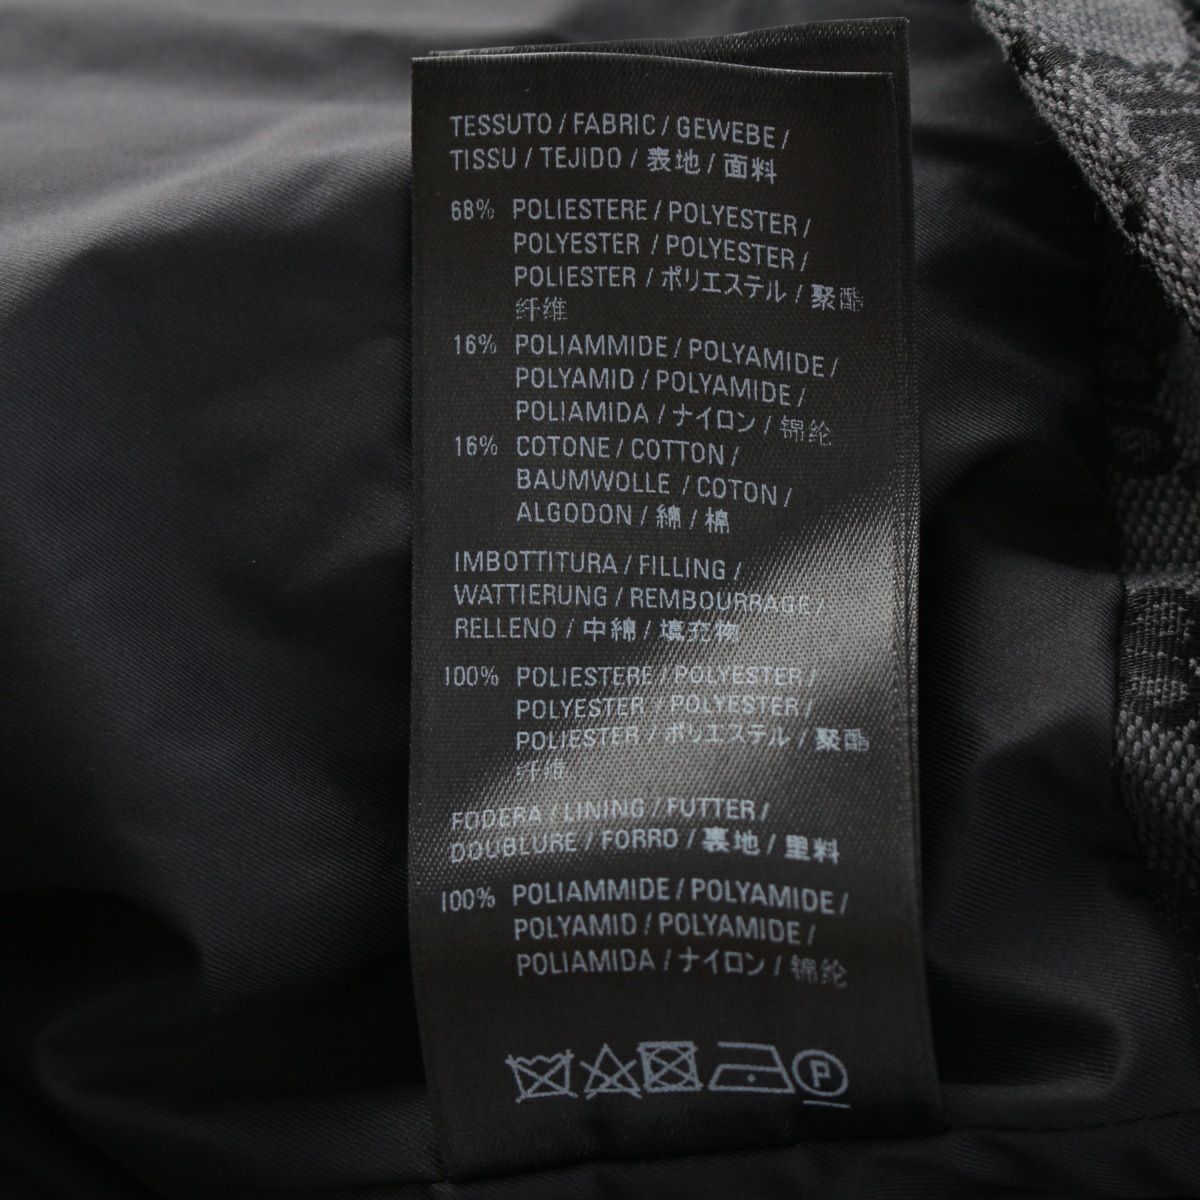 TESSUTO / FABRIC / GEWEBE /
TISSU / TEJIDO / 表地 / 面料
68% POLIESTERE / POLYESTER /
POLYESTER / POLYESTER /
POLIESTER / ポリエステル / 聚酯
纤维
16% POLIAMMIDE / POLYAMIDE /
POLYAMID / POLYAMIDE /
POLIAMIDA / ナイロン / 锦纶
16% COTONE / COTTON /
BAUMWOLLE / COTON /
ALGODON / 綿 / 棉
IMBOTTITURA / FILLING /
WATTIERUNG / REMBOURRAGE /
RELLENO / 中綿 / 填充物
100% POLIESTERE / POLYESTER /
POLYESTER / POLYESTER /
POLIESTER / ポリエステル / 聚酯
纤维
FODERA / LINING / FUTTER /
DOUBLURE / FORRO / 裏地 / 里料
100% POLIAMMIDE / POLYAMIDE /
POLYAMID / POLYAMIDE /
POLIAMIDA / ナイロン / 锦纶
P